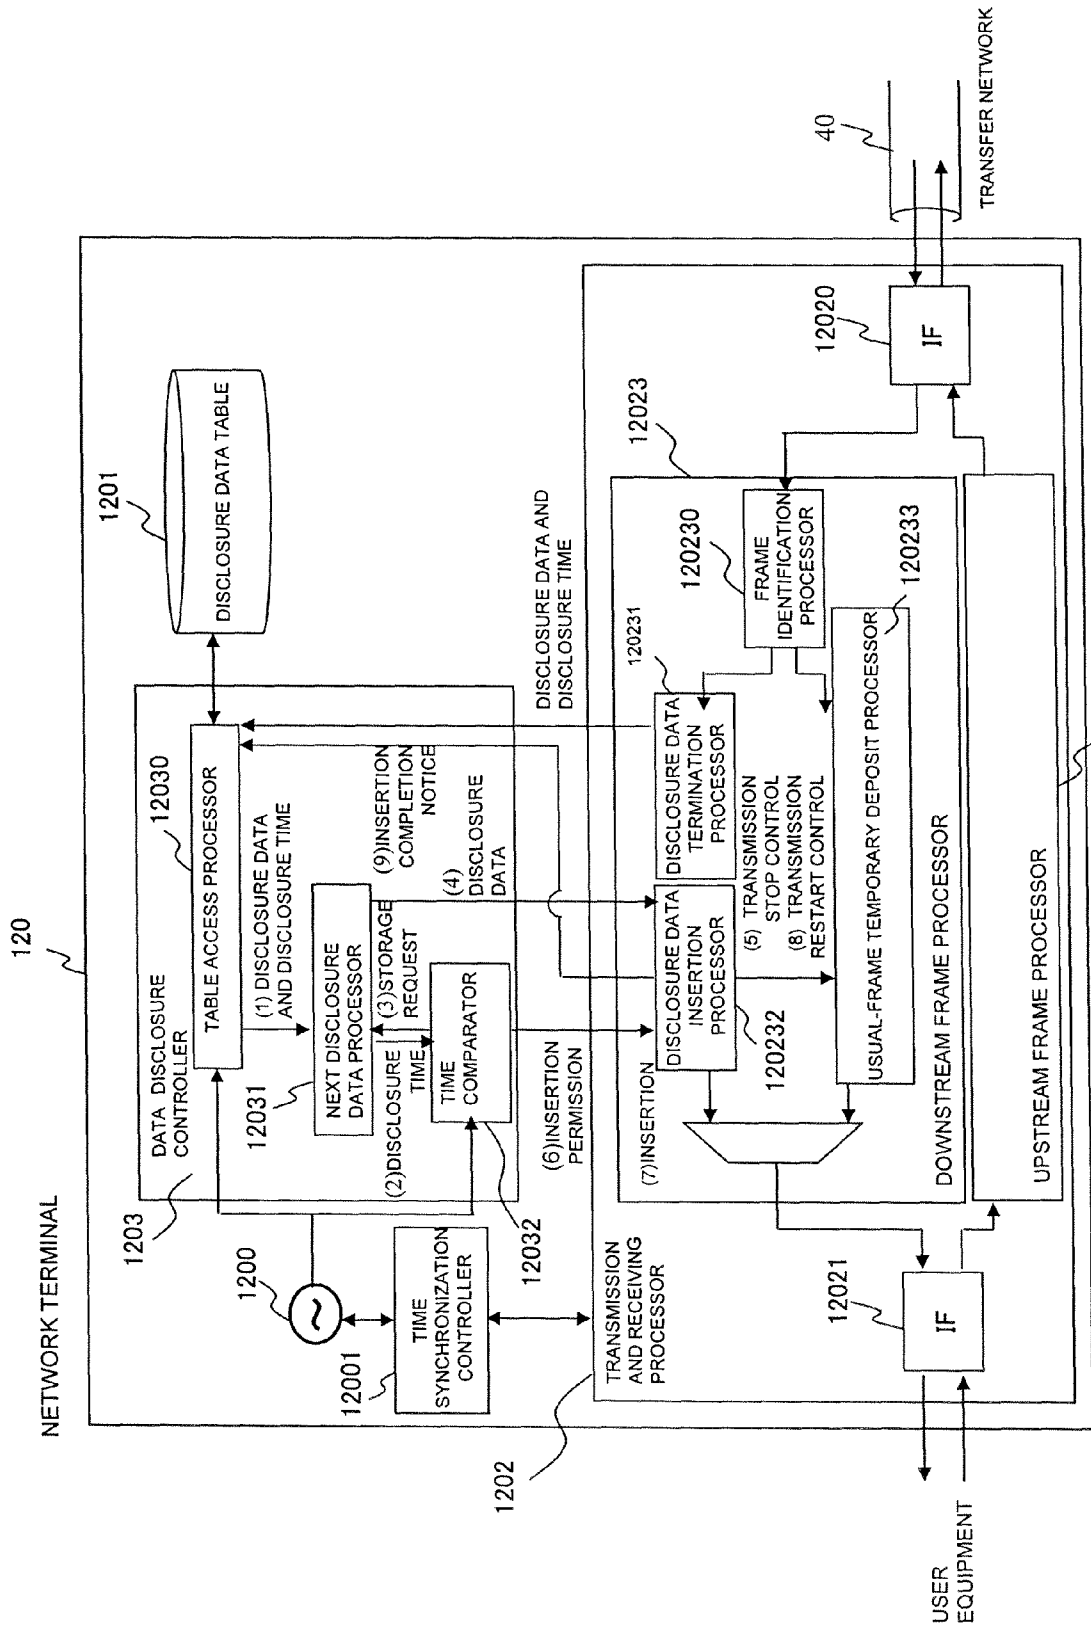 NETWORK TERMINAL
120
1203
DATA DISCLOSURE
CONTROLLER
12030
TABLE ACCESS PROCESSOR
1201
DISCLOSURE DATA TABLE
(1) DISCLOSURE DATA
AND DISCLOSURE TIME
12031
NEXT DISCLOSURE
DATA PROCESSOR
(9)INSERTION
COMPLETION
NOTICE
(2)DISCLOSURE
TIME
(3)STORAGE
REQUEST
(4)
DISCLOSURE
DATA
TIME
COMPARATOR
12032
1200
12001
TIME
SYNCHRONIZATION
CONTROLLER
(6)INSERTION
PERMISSION
DISCLOSURE DATA AND
DISCLOSURE TIME
1202
TRANSMISSION
AND RECEIVING
PROCESSOR
12023
(7)INSERTION
DISCLOSURE DATA
INSERTION
PROCESSOR
120232
120231
DISCLOSURE DATA
TERMINATION
PROCESSOR
120230
FRAME
IDENTIFICATION
PROCESSOR
(5) TRANSMISSION
STOP CONTROL
(8) TRANSMISSION
RESTART CONTROL
120233
USUAL-FRAME TEMPORARY DEPOSIT PROCESSOR
DOWNSTREAM FRAME PROCESSOR
UPSTREAM FRAME PROCESSOR
12021
IF
12020
IF
40
TRANSFER NETWORK
USER
EQUIPMENT